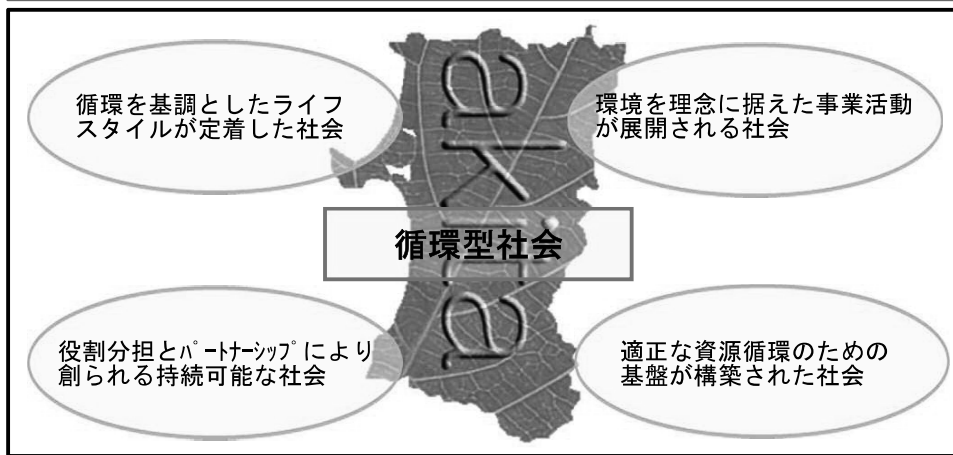 循環を基調としたライフ
スタイルが定着した社会
環境を理念に据えた事業活動
が展開される社会
akita
循環型社会
役割分担とﾊﾟｰﾄﾅｰｼｯﾌﾟにより
創られる持続可能な社会
適正な資源循環のための
基盤が構築された社会